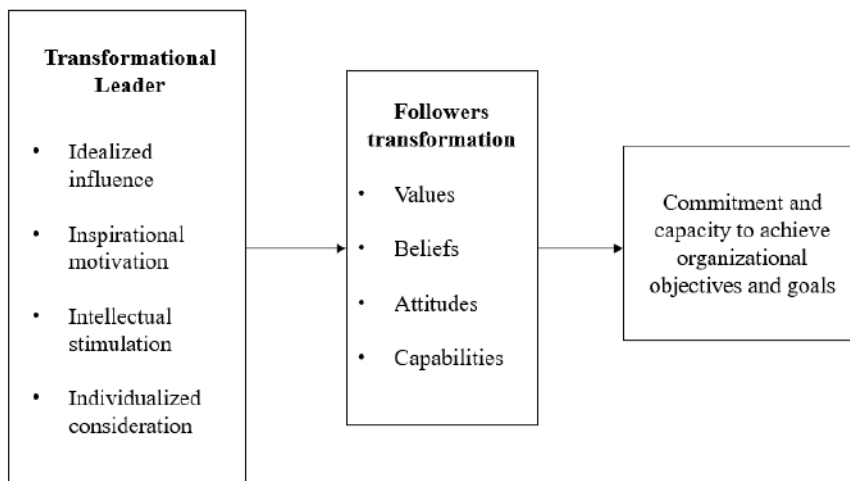 Transformational
Leader
• Idealized
influence
• Inspirational
motivation
• Intellectual
stimulation
• Individualized
consideration
Followers
transformation
• Values
• Beliefs
• Attitudes
• Capabilities
Commitment and
capacity to achieve
organizational
objectives and goals